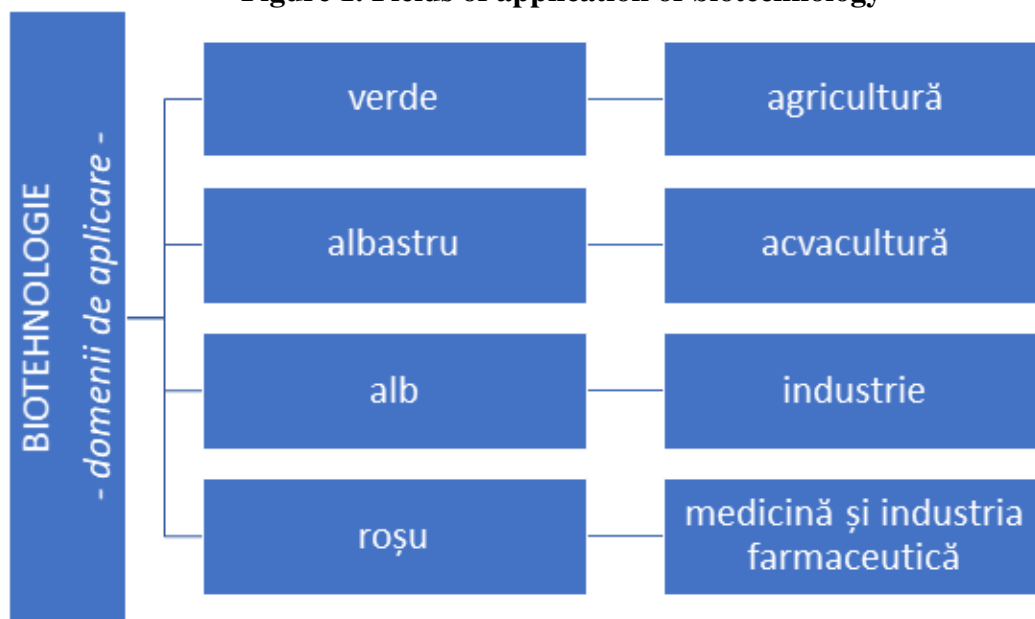 Figure 1. Fields of application of biotechnology
BIOTEHNOLOGIE
- domenii de aplicare -
verde
agricultură
albastru
acvacultură
alb
industrie
roșu
medicină și industria
farmaceutică